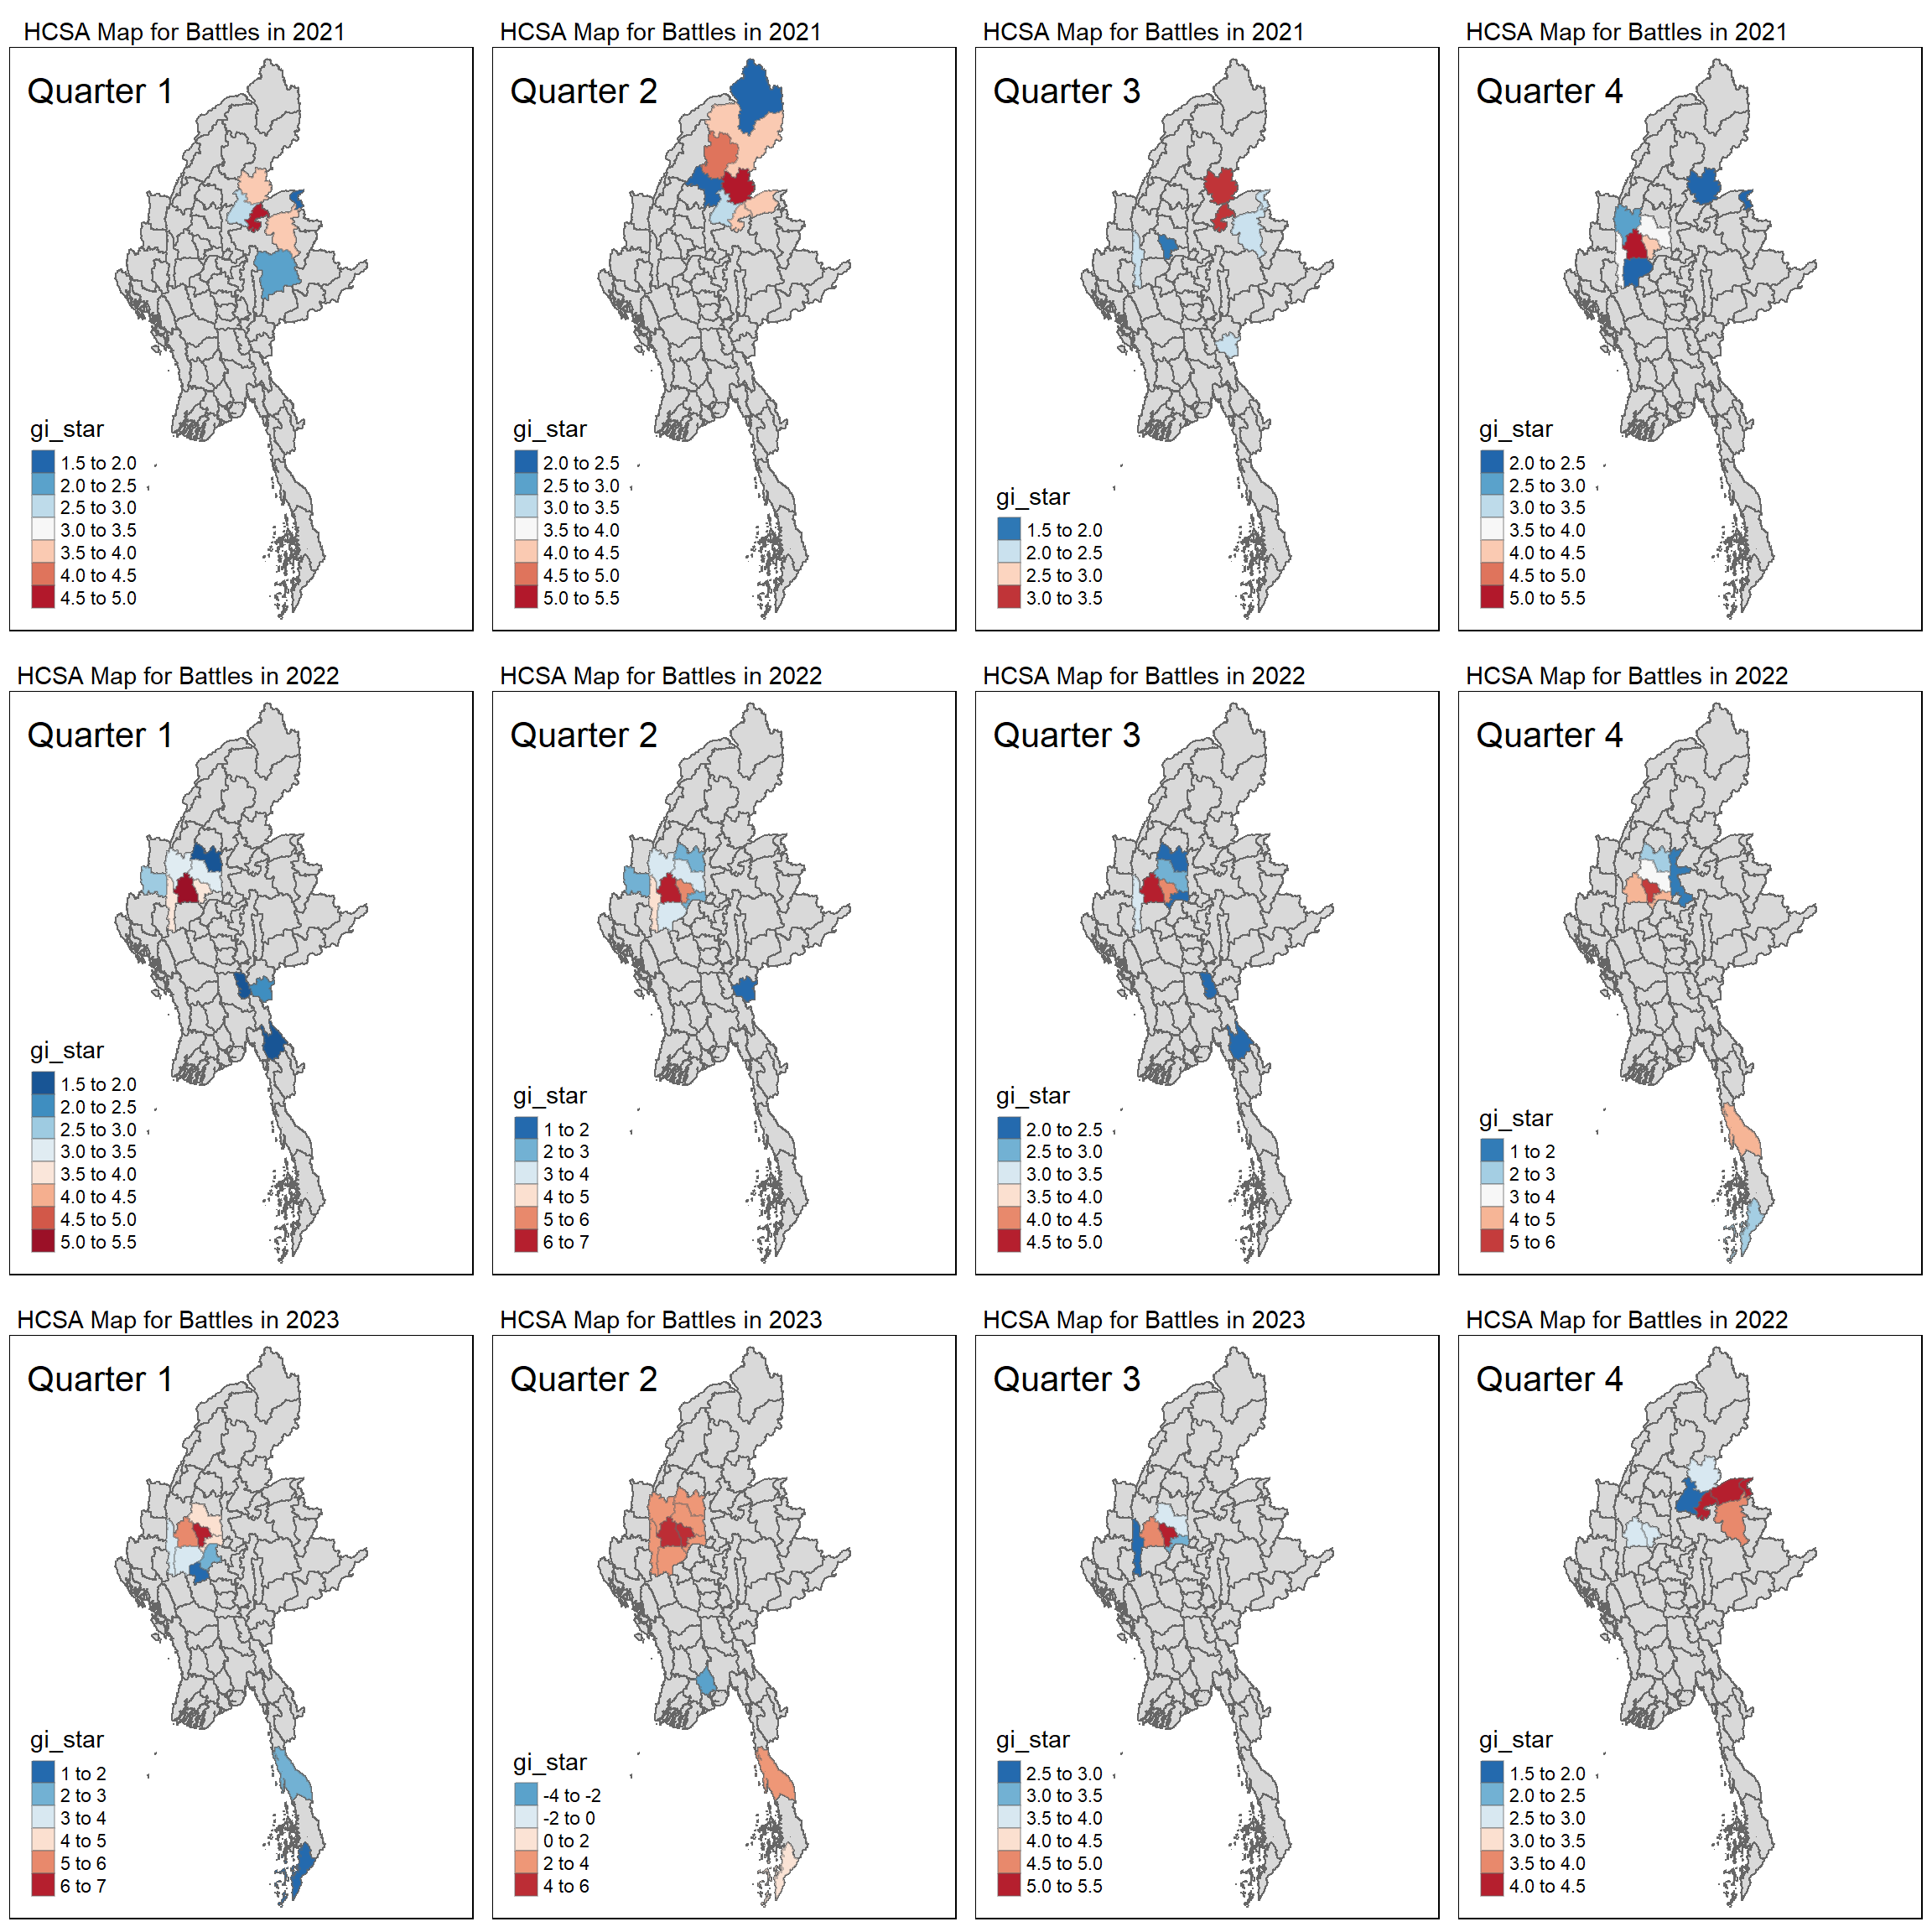 HCSA Map for Battles in 2021
Quarter 1
gi_star
1.5 to 2.0
2.0 to 2.5
2.5 to 3.0
3.0 to 3.5
3.5 to 4.0
4.0 to 4.5
4.5 to 5.0
HCSA Map for Battles in 2021
Quarter 2
gi_star
2.0 to 2.5
2.5 to 3.0
3.0 to 3.5
3.5 to 4.0
4.0 to 4.5
4.5 to 5.0
5.0 to 5.5
HCSA Map for Battles in 2021
Quarter 3
gi_star
1.5 to 2.0
2.0 to 2.5
2.5 to 3.0
3.0 to 3.5
HCSA Map for Battles in 2021
Quarter 4
gi_star
2.0 to 2.5
2.5 to 3.0
3.0 to 3.5
3.5 to 4.0
4.0 to 4.5
4.5 to 5.0
5.0 to 5.5
HCSA Map for Battles in 2022
Quarter 1
gi_star
1.5 to 2.0
2.0 to 2.5
2.5 to 3.0
3.0 to 3.5
3.5 to 4.0
4.0 to 4.5
4.5 to 5.0
5.0 to 5.5
HCSA Map for Battles in 2022
Quarter 2
gi_star
1 to 2
2 to 3
3 to 4
4 to 5
5 to 6
6 to 7
HCSA Map for Battles in 2022
Quarter 3
gi_star
2.0 to 2.5
2.5 to 3.0
3.0 to 3.5
3.5 to 4.0
4.0 to 4.5
4.5 to 5.0
HCSA Map for Battles in 2022
Quarter 4
gi_star
1 to 2
2 to 3
3 to 4
4 to 5
5 to 6
HCSA Map for Battles in 2023
Quarter 1
gi_star
1 to 2
2 to 3
3 to 4
4 to 5
5 to 6
6 to 7
HCSA Map for Battles in 2023
Quarter 2
gi_star
-4 to -2
-2 to 0
0 to 2
2 to 4
4 to 6
HCSA Map for Battles in 2023
Quarter 3
gi_star
2.5 to 3.0
3.0 to 3.5
3.5 to 4.0
4.0 to 4.5
4.5 to 5.0
5.0 to 5.5
HCSA Map for Battles in 2022
Quarter 4
gi_star
1.5 to 2.0
2.0 to 2.5
2.5 to 3.0
3.0 to 3.5
3.5 to 4.0
4.0 to 4.5